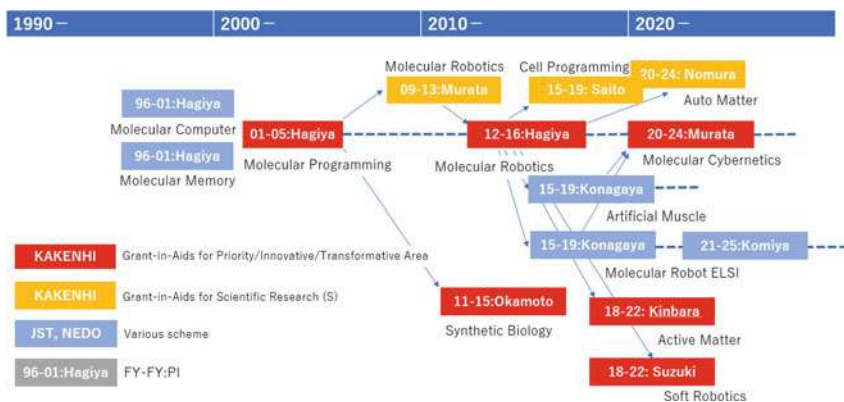 1990－ 2000－ 2010－ 2020－
Molecular Robotics
Cell Programming
20-24: Nomura
09-13:Murata
15-19: Saito
Auto Matter
96-01:Hagiya
Molecular Computer
01-05:Hagiya
12-16:Hagiya
20-24:Murata
96-01:Hagiya
Molecular Programming
Molecular Robotics
Molecular Cybernetics
Molecular Memory
15-19:Konagaya
Artificial Muscle
15-19:Konagaya
21-25:Komiya
Molecular Robot ELSI
KAKENHI Grant-in-Aids for Priority/Innovative/Transformative Area
KAKENHI Grant-in-Aids for Scientific Research (S)
11-15:Okamoto
Synthetic Biology
18-22: Kinbara
Active Matter
JST, NEDO Various scheme
96-01:Hagiya FY-FY:PI
18-22: Suzuki
Soft Robotics